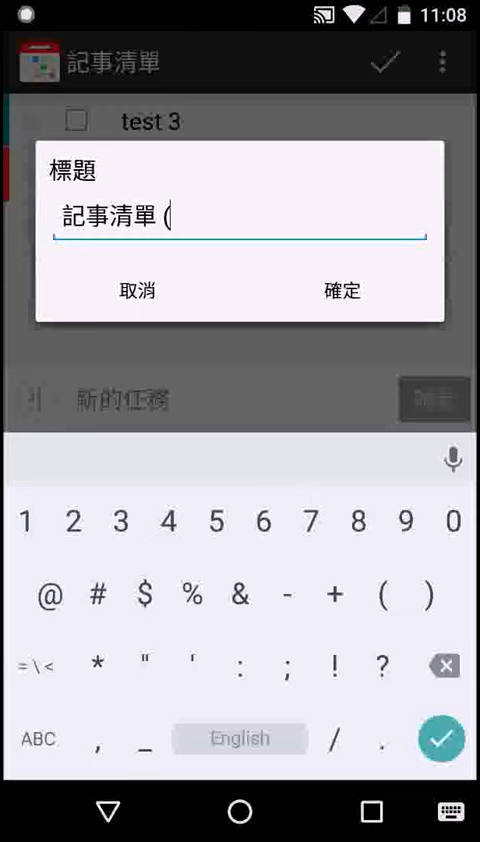 11:08
記事清單
test 3
標題
記事清單 (
取消 確定
新的任務
1 2 3 4 5 6 7 8 9 0
@ # $ % & - + ( )
= \ < * " ' : ; ! ?
ABC , _ English / .